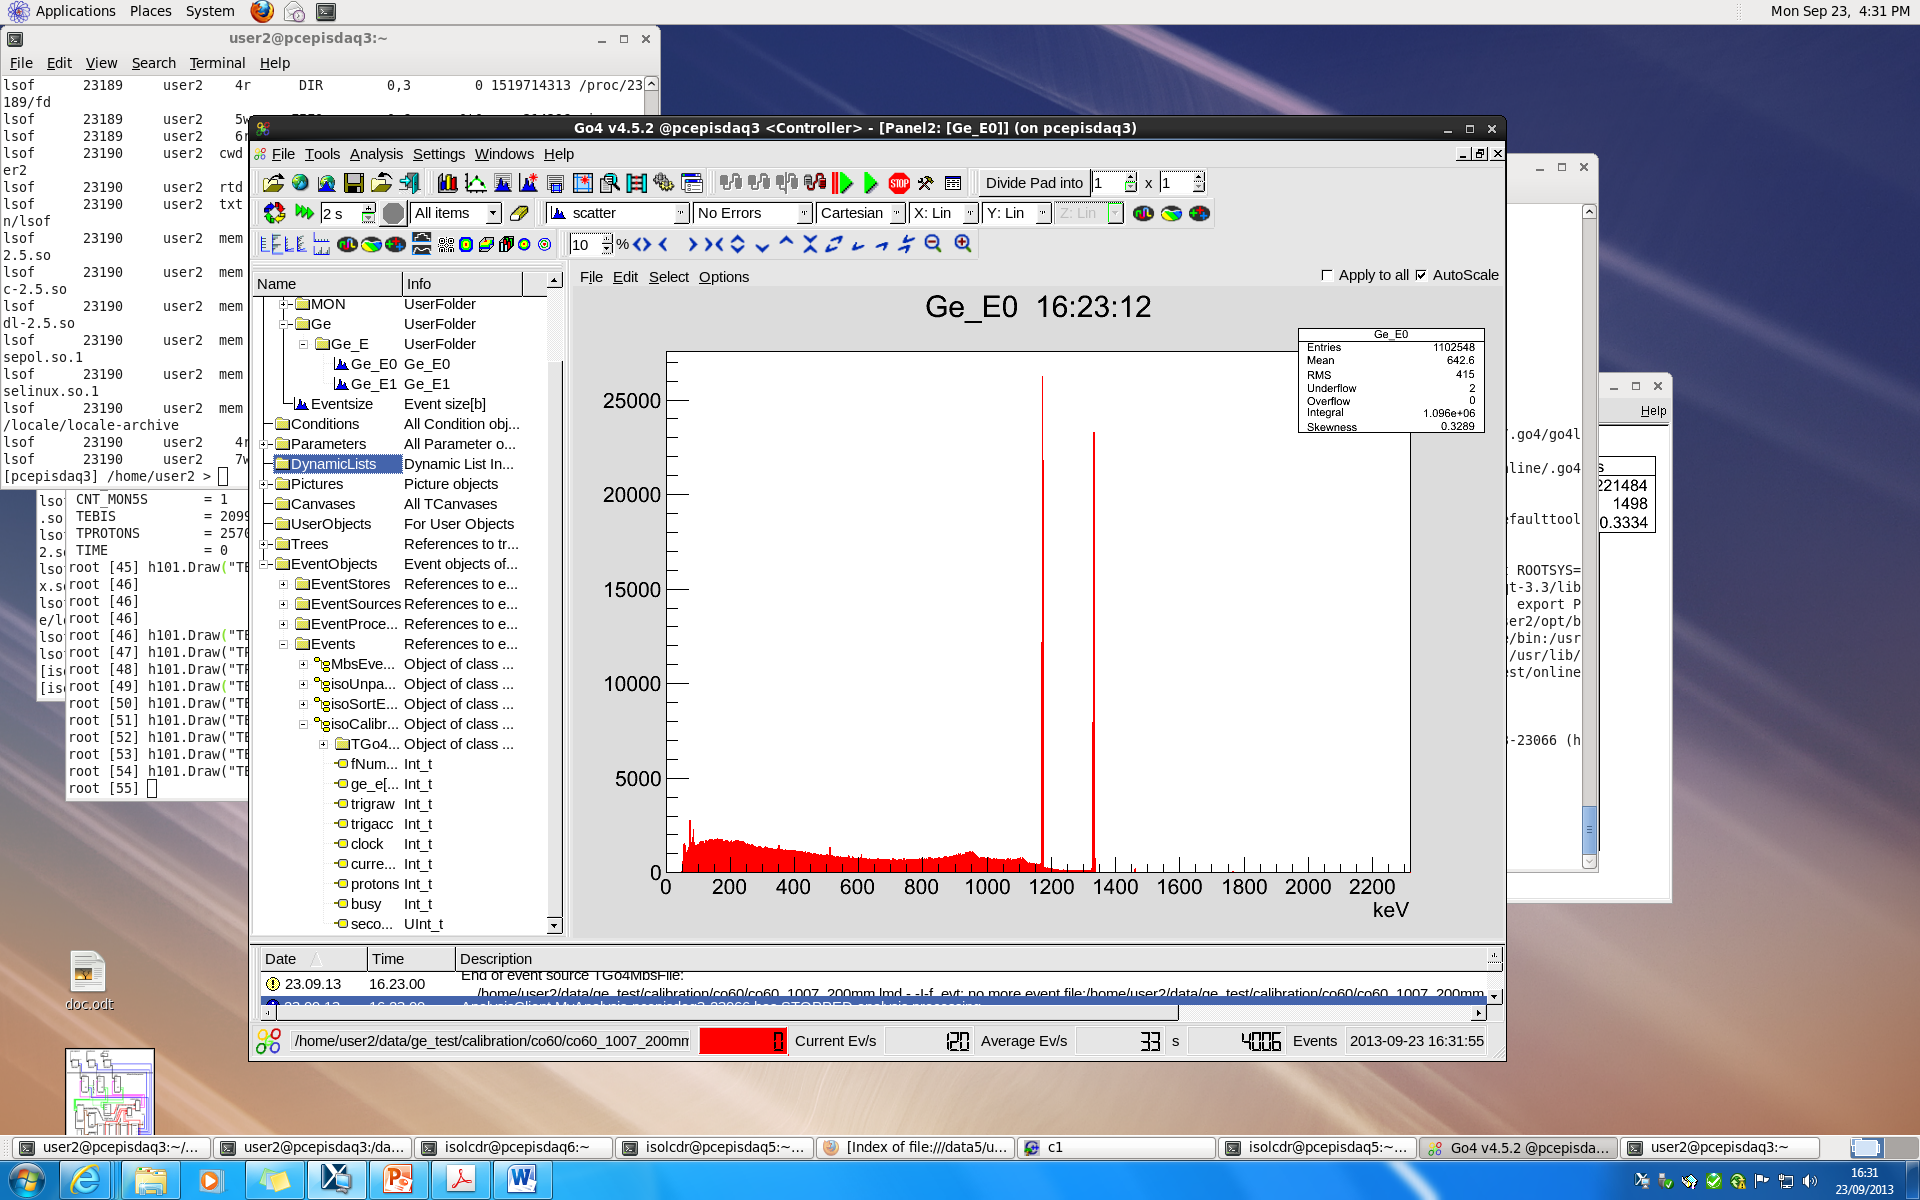 Applications Places System
Mon Sep 23, 4:31 PM
user2@pcepisdaq3:~
File Edit View Search Terminal Help
lsof 23189 user2 4r DIR 0,3 0 1519714313 /proc/23
189/fd
lsof 23189 user2 5w
lsof 23189 user2 6r
lsof 23190 user2 cwd
er2
lsof 23190 user2 rtd
lsof 23190 user2 txt
n/lsof
lsof 23190 user2 mem
2.5.so
lsof 23190 user2 mem
c-2.5.so
lsof 23190 user2 mem
dl-2.5.so
lsof 23190 user2 mem
sepol.so.1
lsof 23190 user2 mem
selinux.so.1
lsof 23190 user2 mem
/locale/locale-archive
lsof 23190 user2 4r
lsof 23190 user2 7w
[pcepisdaq3] /home/user2 >
CNT_MON5S = 1
TEBIS = 2099
TPROTONS = 2570
TIME = 0
root [45] h101.Draw("TE
root [46]
root [46]
root [46]
root [46] h101.Draw("TE
root [47] h101.Draw("TP
root [48] h101.Draw("TE
root [49] h101.Draw("TE
root [50] h101.Draw("TE
root [51] h101.Draw("TE
root [52] h101.Draw("TE
root [53] h101.Draw("TE
root [54] h101.Draw("TE
root [55]
Go4 v4.5.2 @pcepisdaq3 <Controller> - [Panel2: [Ge_E0]] (on pcepisdaq3)
File Tools Analysis Settings Windows Help
STOP
Divide Pad into 1 x 1
2 s All items scatter No Errors Cartesian X: Lin Y: Lin Z: Lin
10 %
Name Info
MON UserFolder
Ge UserFolder
Ge_E UserFolder
Ge_E0 Ge_E0
Ge_E1 Ge_E1
Eventsize Event size[b]
Conditions All Condition obj...
Parameters All Parameter o...
DynamicLists Dynamic List In...
Pictures Picture objects
Canvases All TCanvases
UserObjects For User Objects
Trees References to tr...
EventObjects Event objects of...
EventStores References to e...
EventSources References to e...
EventProce... References to e...
Events References to e...
MbsEve... Object of class ...
isoUnpa... Object of class ...
isoSortE... Object of class ...
isoCalibr... Object of class ...
TGo4... Object of class ...
fNum... Int_t
ge_e[... Int_t
trigraw Int_t
trigacc Int_t
clock Int_t
curre... Int_t
protons Int_t
busy Int_t
seco... UInt_t
File Edit Select Options
Apply to all AutoScale
Ge_E0 16:23:12
Ge_E0
Entries 1102548
Mean 642.6
RMS 415
Underflow 2
Overflow 0
Integral 1.096e+06
Skewness 0.3289
25000
20000
15000
10000
5000
0
0 200 400 600 800 1000 1200 1400 1600 1800 2000 2200
keV
Date Time Description
23.09.13 16.23.00 End of event source TGo4MbsFile:
/home/user2/data/ge_test/calibration/co60/co60_1007_200mm.lmd - -I-f_evt: no more event file:/home/user2/data/ge_test/calibration/co60/co60_1007_200mm
/home/user2/data/ge_test/calibration/co60/co60_1007_200mm
0 Current Ev/s 120 Average Ev/s 33 s 4006 Events 2013-09-23 16:31:55
Help
.go4/go4l
nline/.go4
efaulttool
ROOTSYS=
qt-3.3/lib
export P
ser2/opt/b
e/bin:/usr
/usr/lib/
est/online
3-23066 (h
s
221484
1498
0.3334
doc.odt
user2@pcepisdaq3:~/...
user2@pcepisdaq3:/da...
isolcdr@pcepisdaq6:~
isolcdr@pcepisdaq5:~...
[Index of file:///data5/u...
c1
isolcdr@pcepisdaq5:~...
Go4 v4.5.2 @pcepisda...
user2@pcepisdaq3:~
16:31
23/09/2013